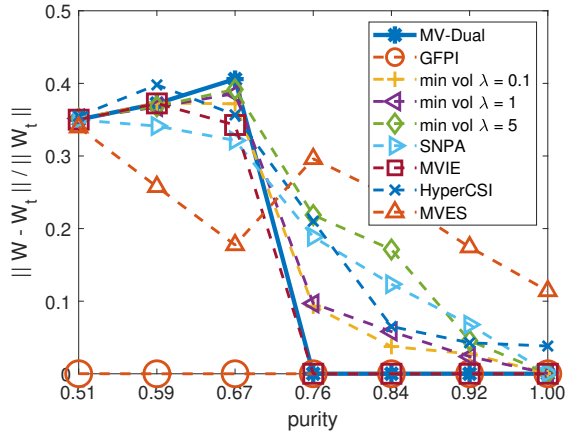 0.5
0.4
0.3
0.2
0.1
0
|| W - W_t || / || W_t ||
0.51 0.59 0.67 0.76 0.84 0.92 1.00
purity
MV-Dual
GFPI
min vol λ = 0.1
min vol λ = 1
min vol λ = 5
SNPA
MVIE
HyperCSI
MVES